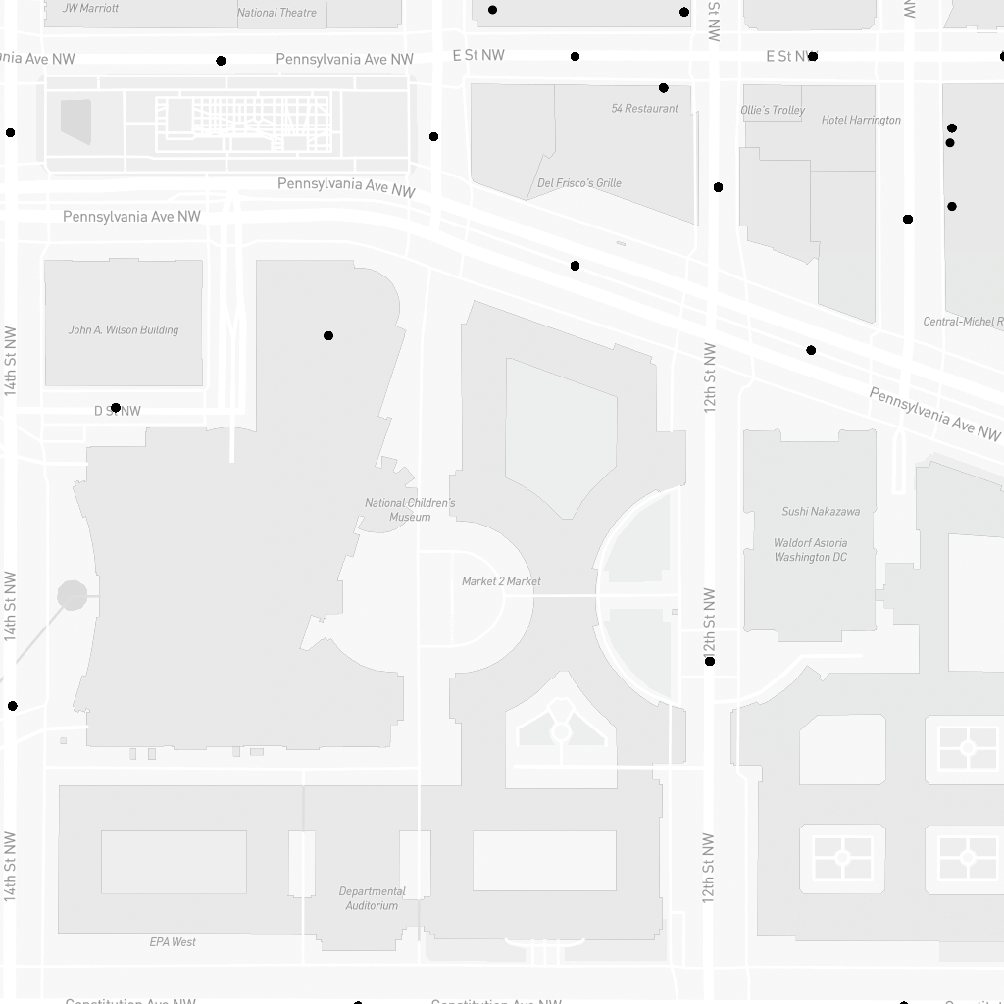 JW Marriott
National Theatre
St NW
NW
nia Ave NW
Pennsylvania Ave NW
E St NW
E St NW
54 Restaurant
Ollie's Trolley
Hotel Harrington
Pennsylvania Ave NW
Del Frisco's Grille
Pennsylvania Ave NW
John A. Wilson Building
Central-Michel R
14th St NW
12th St NW
D St NW
Pennsylvania Ave NW
National Children's
Museum
Sushi Nakazawa
Waldorf Astoria
Washington DC
Market 2 Market
14th St NW
12th St NW
14th St NW
12th St NW
Departmental
Auditorium
EPA West
Constitution Ave NW
Constitution Ave NW
Constitut